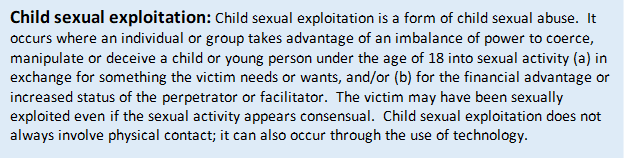 Child sexual exploitation: Child sexual exploitation is a form of child sexual abuse. It
occurs where an individual or group takes advantage of an imbalance of power to coerce,
manipulate or deceive a child or young person under the age of 18 into sexual activity (a) in
exchange for something the victim needs or wants, and/or (b) for the financial advantage or
increased status of the perpetrator or facilitator. The victim may have been sexually
exploited even if the sexual activity appears consensual. Child sexual exploitation does not
always involve physical contact; it can also occur through the use of technology.